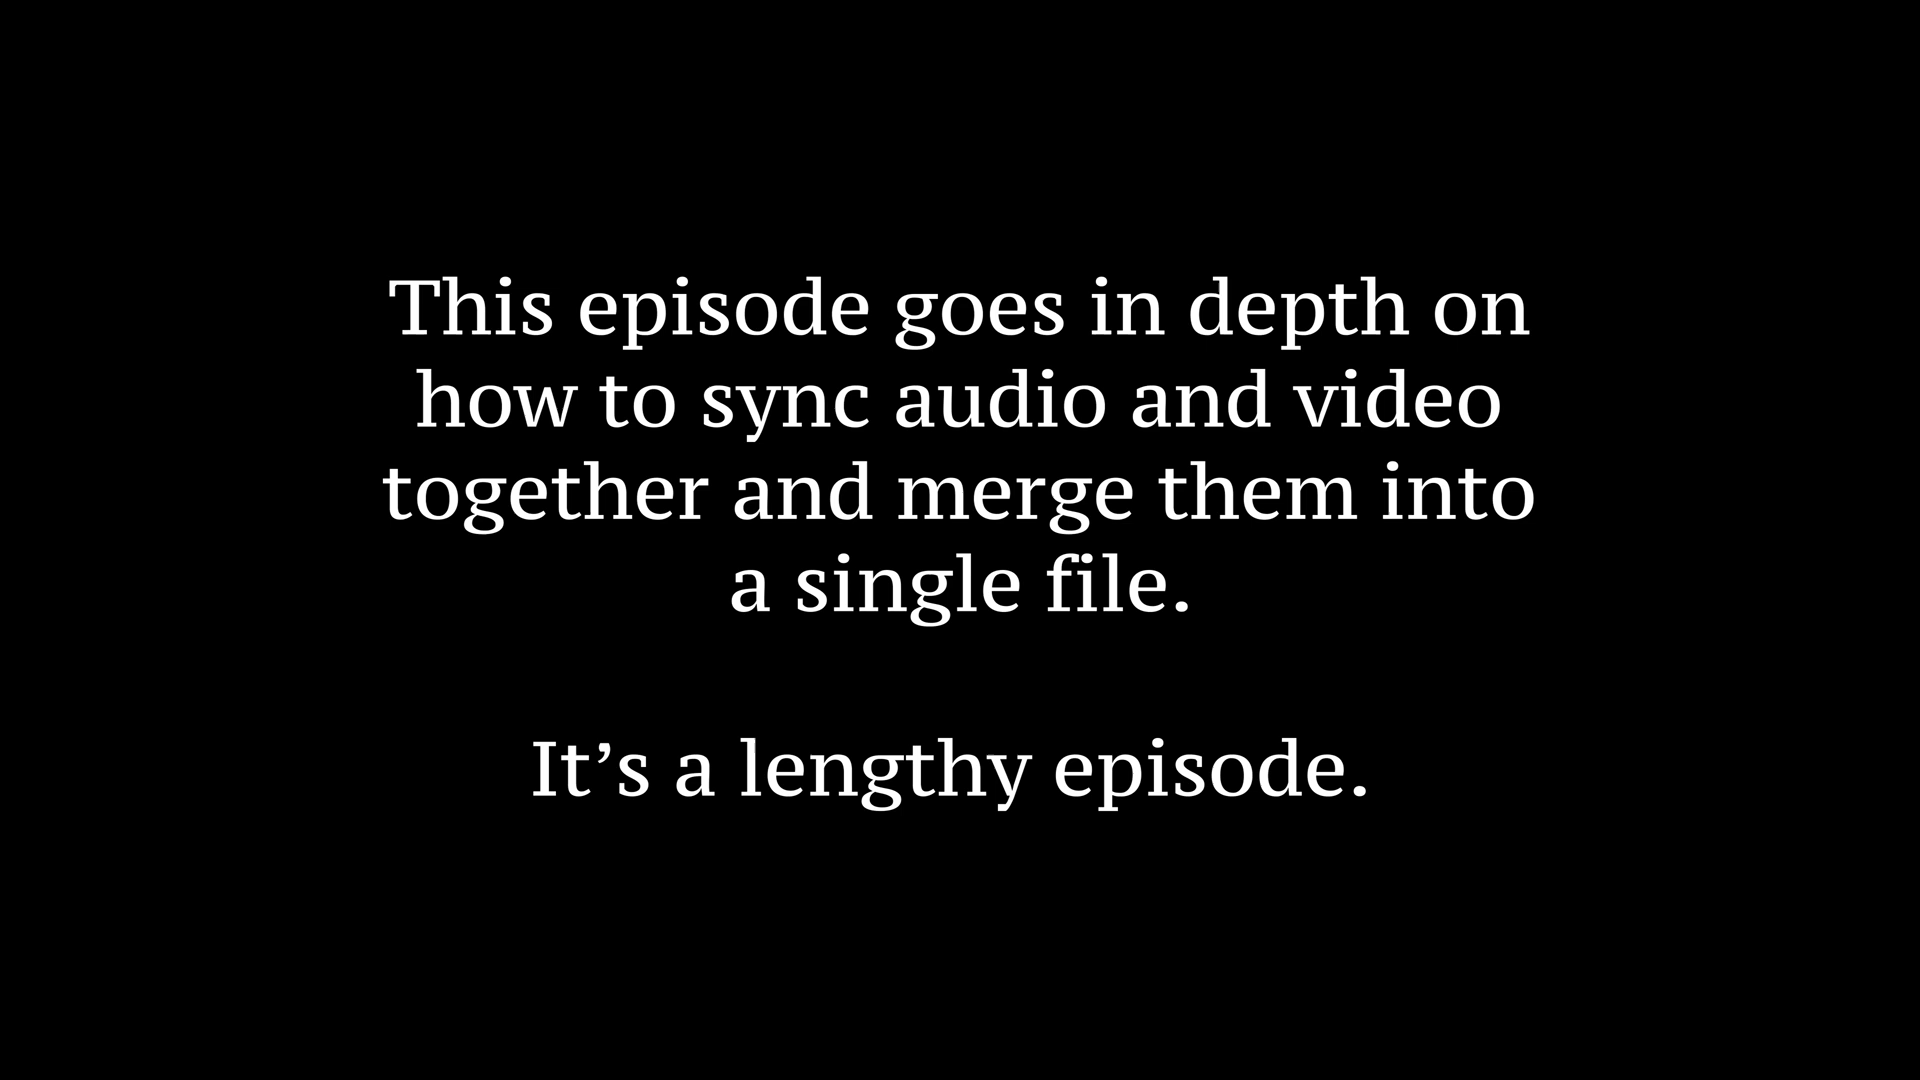 This episode goes in depth on
how to sync audio and video
together and merge them into
a single file.
It’s a lengthy episode.